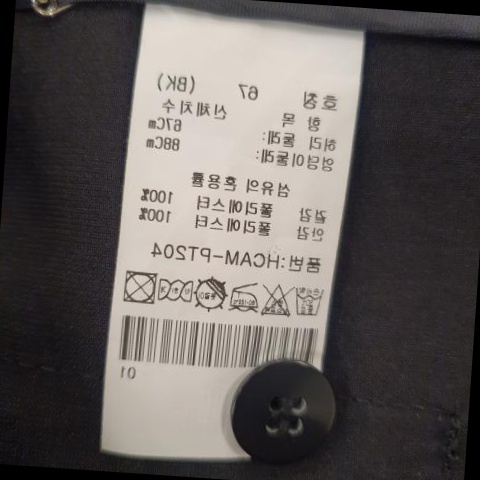 호칭 67 (BK)
항 목 신체치수
허리 둘레: 67Cm
엉덩이둘레: 88Cm
섬유의 혼용률
겉감 폴리에스터 100%
안감 폴리에스터 100%
품번:HCAM-PT204
01